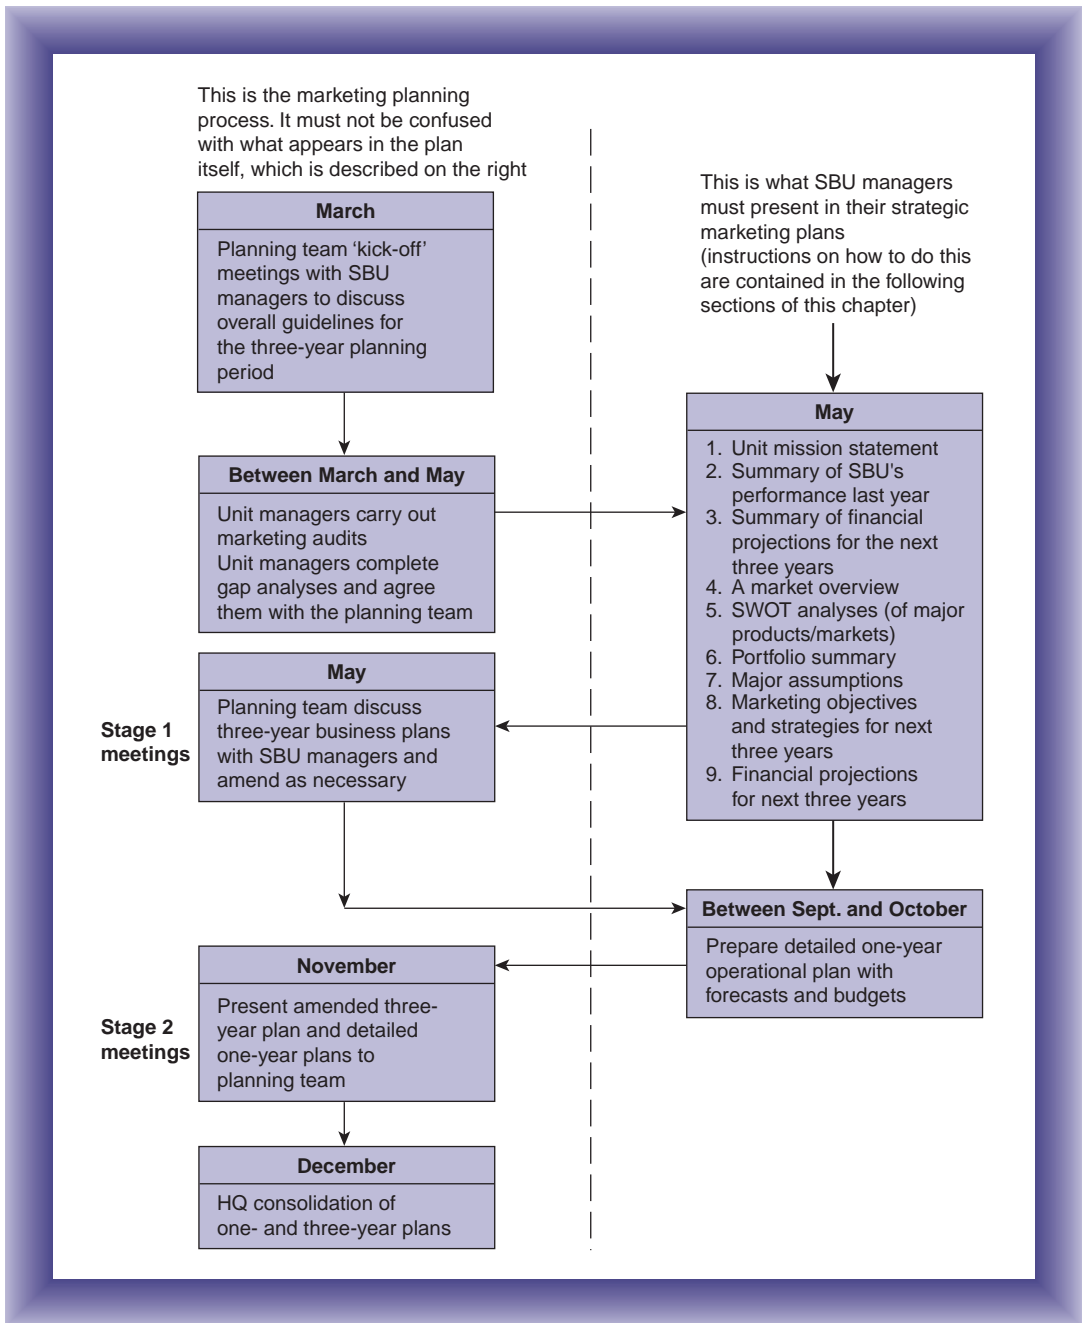 This is the marketing planning
process. It must not be confused
with what appears in the plan
itself, which is described on the right
March
Planning team ‘kick-off’
meetings with SBU
managers to discuss
overall guidelines for
the three-year planning
period
Between March and May
Unit managers carry out
marketing audits
Unit managers complete
gap analyses and agree
them with the planning team
Stage 1
meetings
May
Planning team discuss
three-year business plans
with SBU managers and
amend as necessary
Stage 2
meetings
November
Present amended three-
year plan and detailed
one-year plans to
planning team
December
HQ consolidation of
one- and three-year plans
This is what SBU managers
must present in their strategic
marketing plans
(instructions on how to do this
are contained in the following
sections of this chapter)
May
1. Unit mission statement
2. Summary of SBU's
performance last year
3. Summary of financial
projections for the next
three years
4. A market overview
5. SWOT analyses (of major
products/markets)
6. Portfolio summary
7. Major assumptions
8. Marketing objectives
and strategies for next
three years
9. Financial projections
for next three years
Between Sept. and October
Prepare detailed one-year
operational plan with
forecasts and budgets